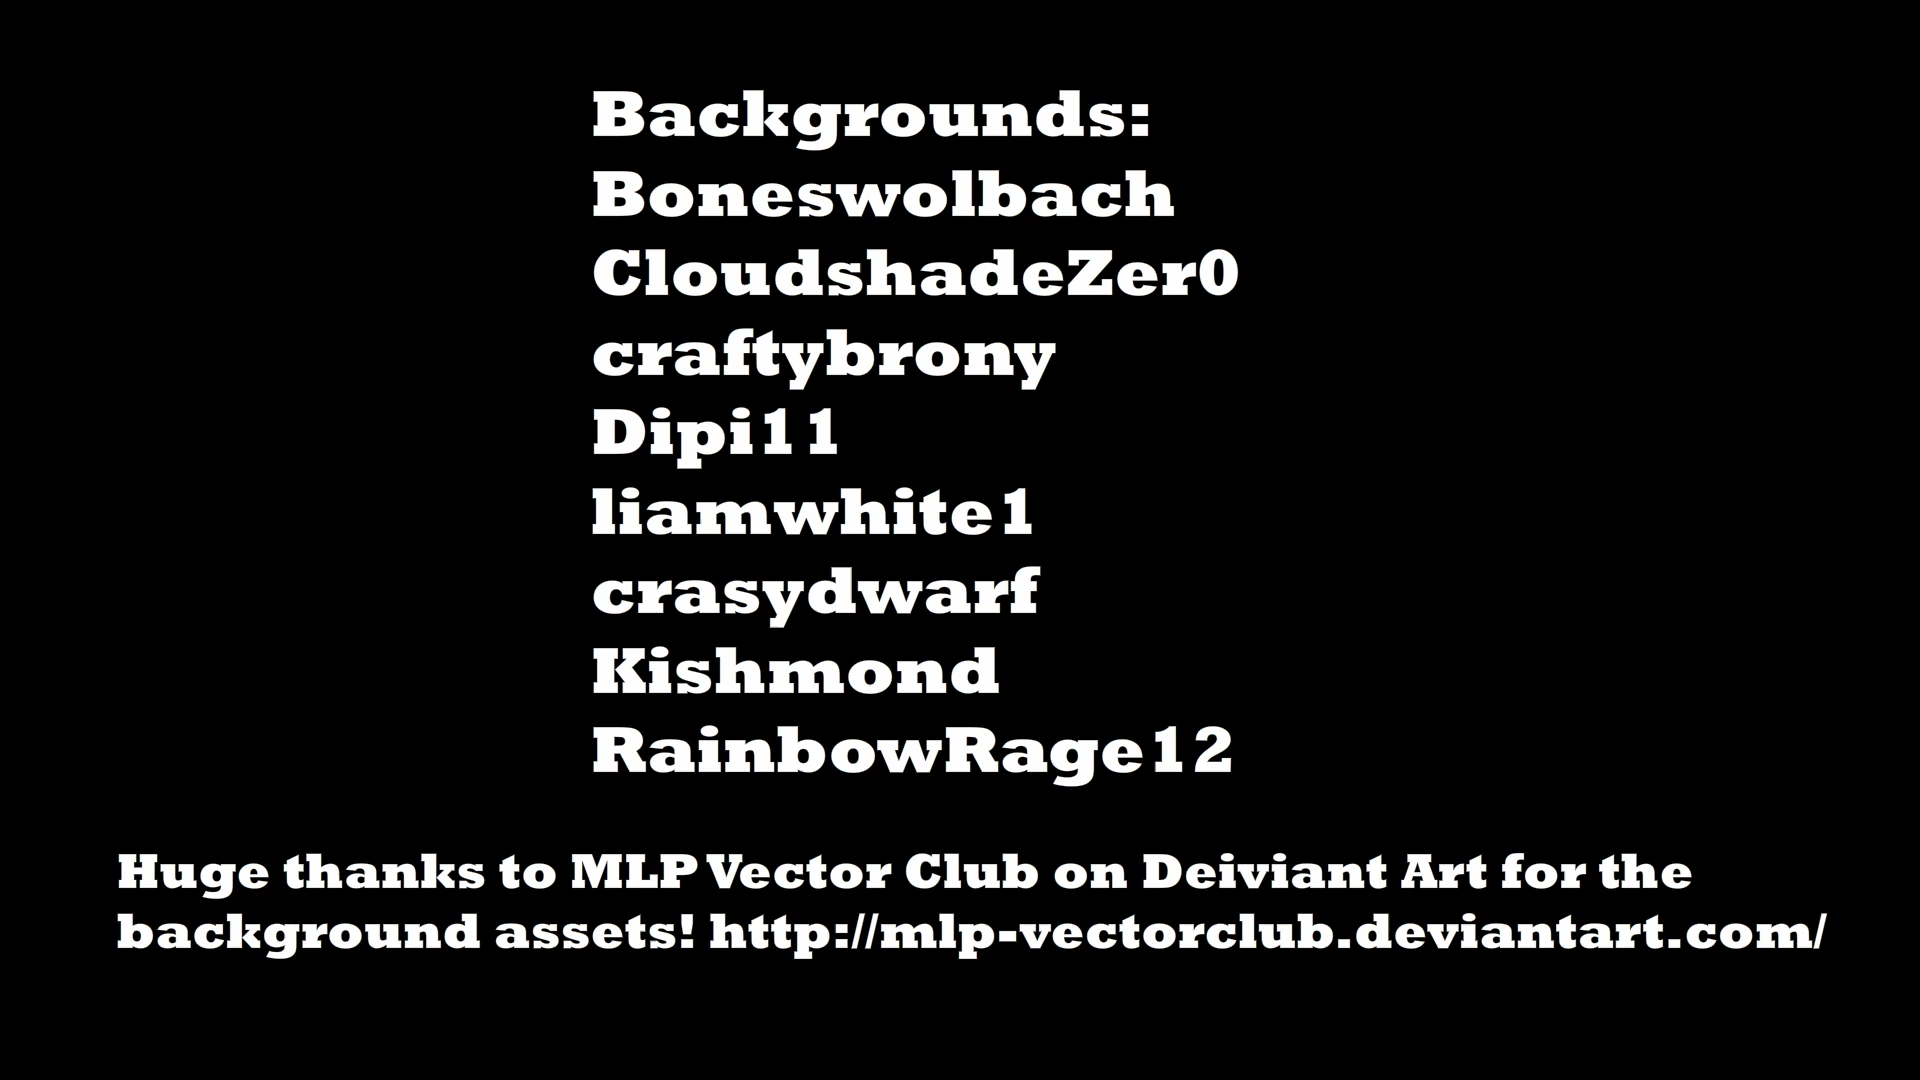 Backgrounds:
Boneswolbach
CloudshadeZer0
craftybrony
Dipi11
liamwhite1
crasydwarf
Kishmond
RainbowRage12
Huge thanks to MLP Vector Club on Deiviant Art for the
background assets! http://mlp-vectorclub.deviantart.com/